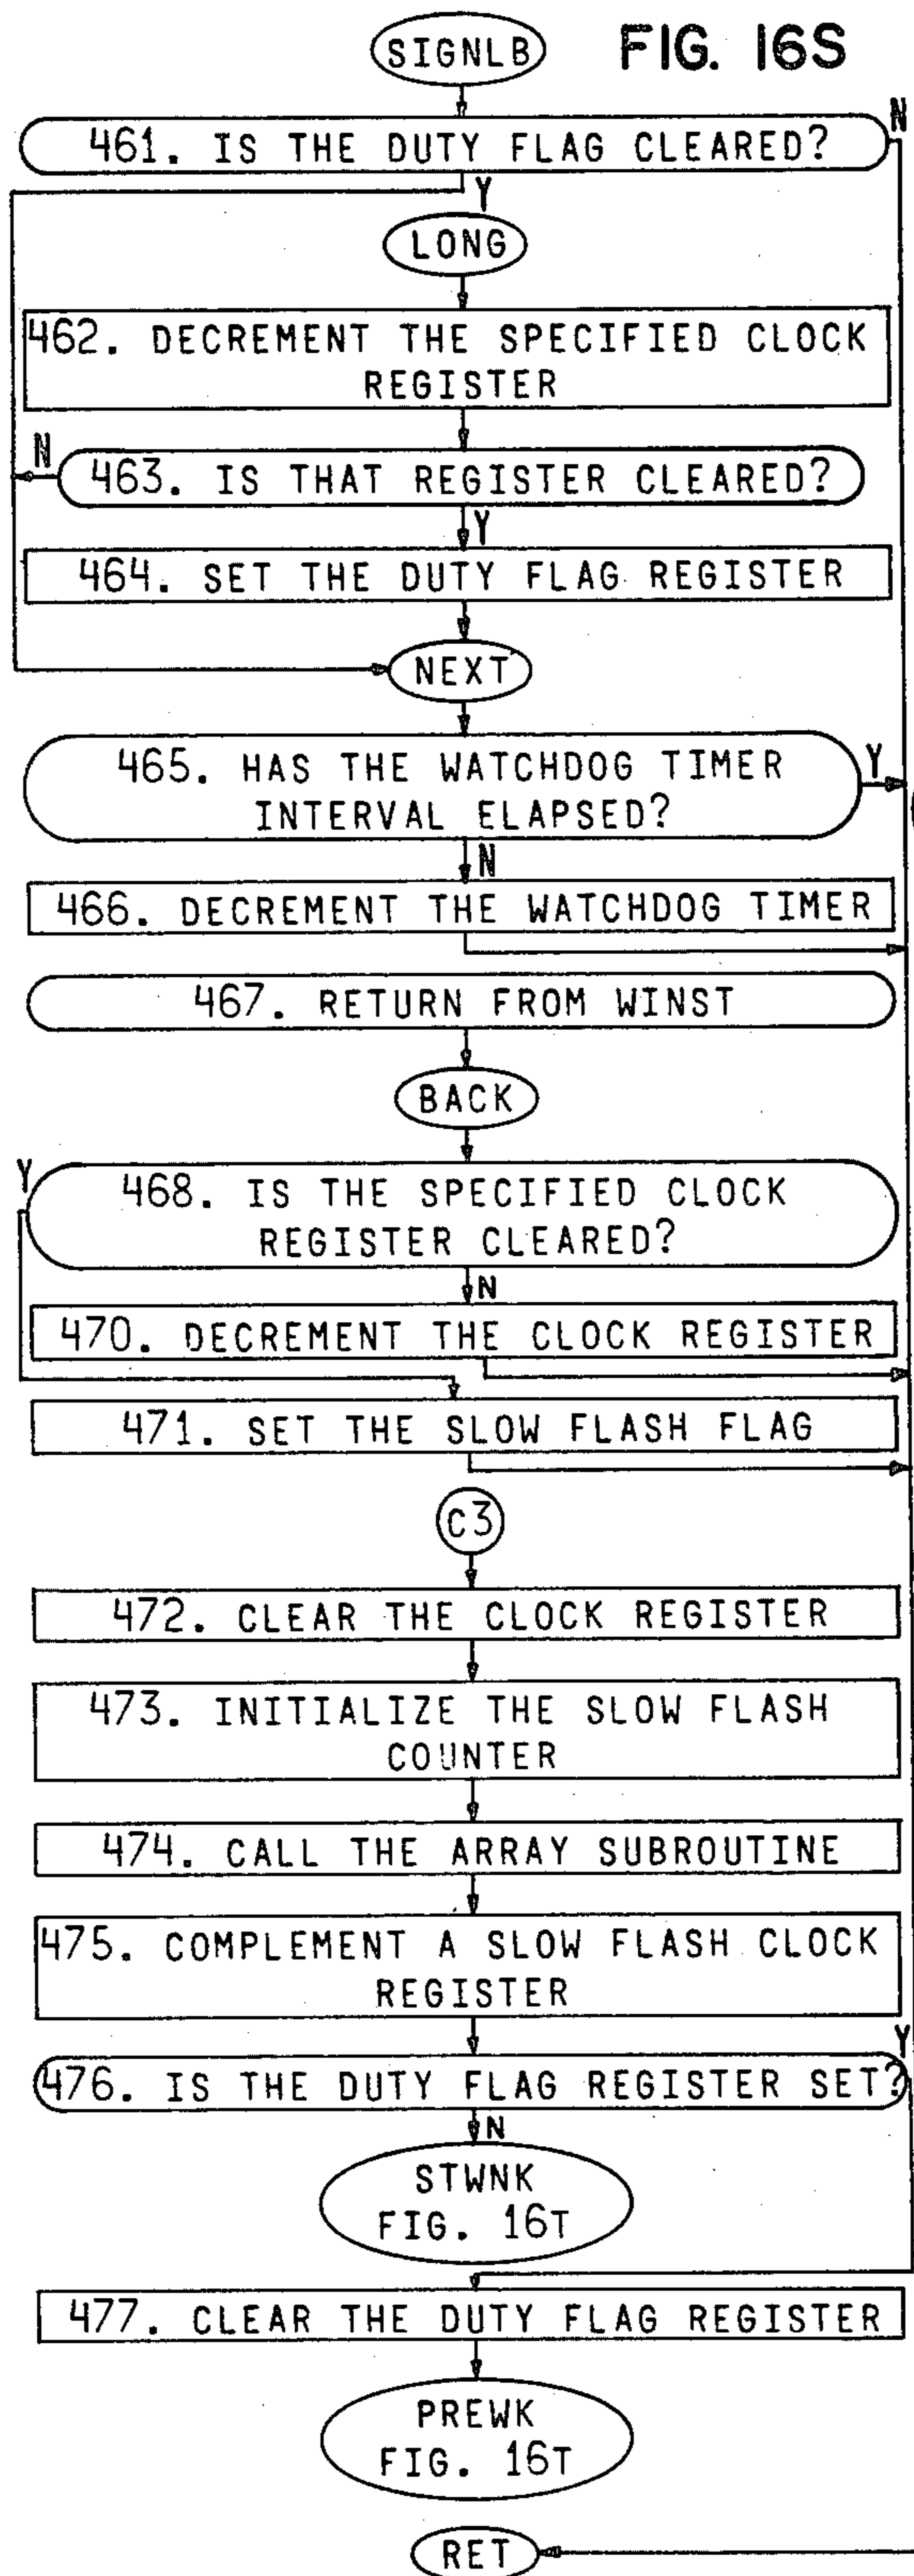 SIGNLB
FIG. 16S
461. IS THE DUTY FLAG CLEARED?
N
Y
LONG
462. DECREMENT THE SPECIFIED CLOCK
REGISTER
N
463. IS THAT REGISTER CLEARED?
Y
464. SET THE DUTY FLAG REGISTER
NEXT
465. HAS THE WATCHDOG TIMER
INTERVAL ELAPSED?
Y
N
466. DECREMENT THE WATCHDOG TIMER
467. RETURN FROM WINST
BACK
Y
468. IS THE SPECIFIED CLOCK
REGISTER CLEARED?
N
470. DECREMENT THE CLOCK REGISTER
471. SET THE SLOW FLASH FLAG
C3
472. CLEAR THE CLOCK REGISTER
473. INITIALIZE THE SLOW FLASH
COUNTER
474. CALL THE ARRAY SUBROUTINE
475. COMPLEMENT A SLOW FLASH CLOCK
REGISTER
Y
476. IS THE DUTY FLAG REGISTER SET?
N
STWNK
FIG. 16T
477. CLEAR THE DUTY FLAG REGISTER
PREWK
FIG. 16T
RET